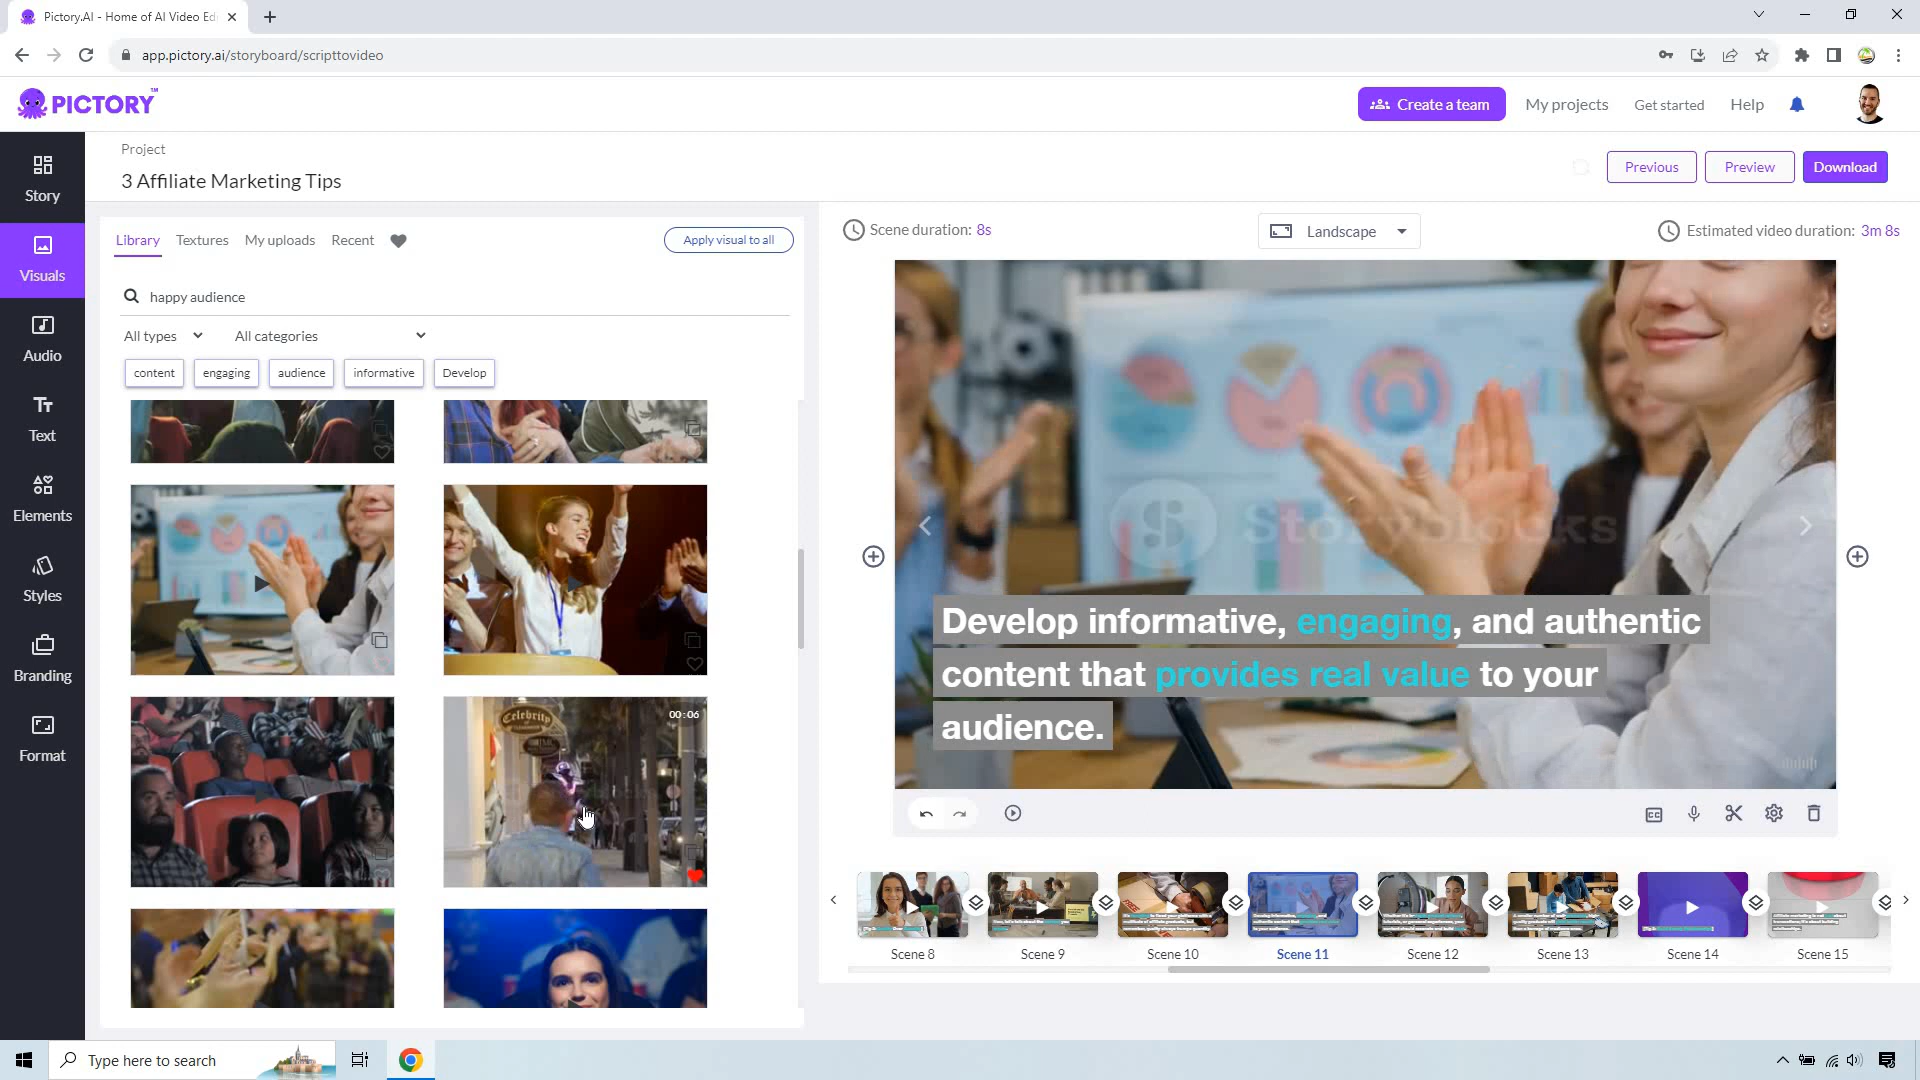 Pictory.AI - Home of AI Video Ed
app.pictory.ai/storyboard/scripttovideo
PICTORY™
Create a team
My projects
Get started
Help
Story
Visuals
Audio
Text
Elements
Styles
Branding
Format
Project
3 Affiliate Marketing Tips
Previous
Preview
Download
Library
Textures
My uploads
Recent
Apply visual to all
happy audience
All types
All categories
content
engaging
audience
informative
Develop
Celebrity
00:06
Scene duration: 8s
Landscape
Estimated video duration: 3m 8s
StoryBlocks
Develop informative, engaging, and authentic
content that provides real value to your
audience.
CC
Scene 8
Scene 9
Scene 10
Scene 11
Scene 12
Scene 13
Scene 14
Scene 15
Type here to search